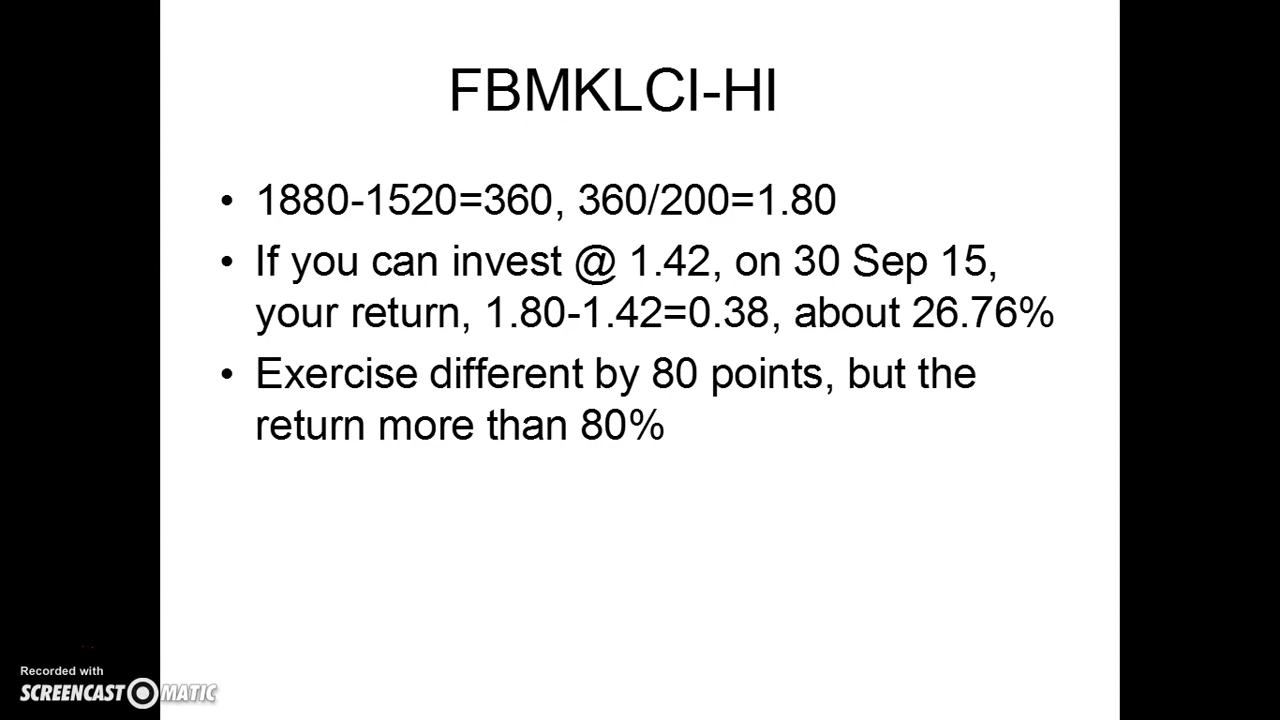 FBMKLCI-HI
• 1880-1520=360, 360/200=1.80
• If you can invest @ 1.42, on 30 Sep 15,
your return, 1.80-1.42=0.38, about 26.76%
• Exercise different by 80 points, but the
return more than 80%
Recorded with
SCREENCAST MATIC